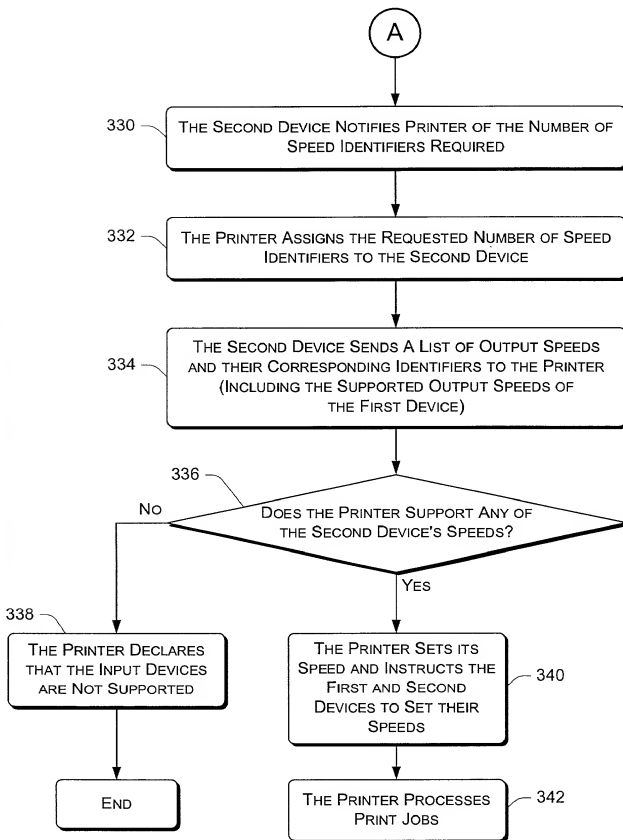 A
330
THE SECOND DEVICE NOTIFIES PRINTER OF THE NUMBER OF
SPEED IDENTIFIERS REQUIRED
332
THE PRINTER ASSIGNS THE REQUESTED NUMBER OF SPEED
IDENTIFIERS TO THE SECOND DEVICE
334
THE SECOND DEVICE SENDS A LIST OF OUTPUT SPEEDS
AND THEIR CORRESPONDING IDENTIFIERS TO THE PRINTER
(INCLUDING THE SUPPORTED OUTPUT SPEEDS OF
THE FIRST DEVICE)
336
DOES THE PRINTER SUPPORT ANY OF
THE SECOND DEVICE'S SPEEDS?
NO
YES
338
THE PRINTER DECLARES
THAT THE INPUT DEVICES
ARE NOT SUPPORTED
END
THE PRINTER SETS ITS
SPEED AND INSTRUCTS THE
FIRST AND SECOND
DEVICES TO SET THEIR
SPEEDS
340
THE PRINTER PROCESSES
PRINT JOBS
342